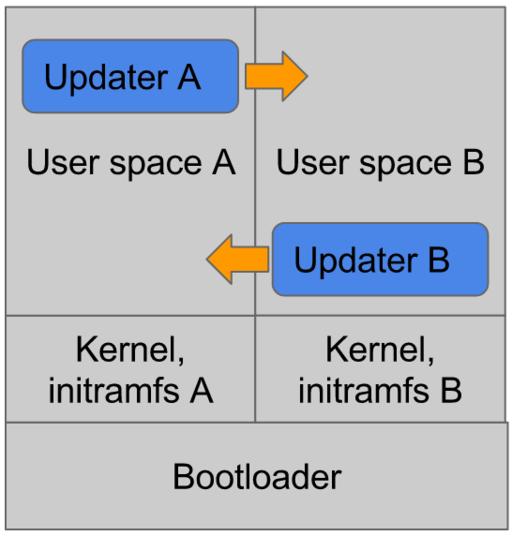 Updater A
User space A
User space B
Updater B
Kernel,
initramfs A
Kernel,
initramfs B
Bootloader